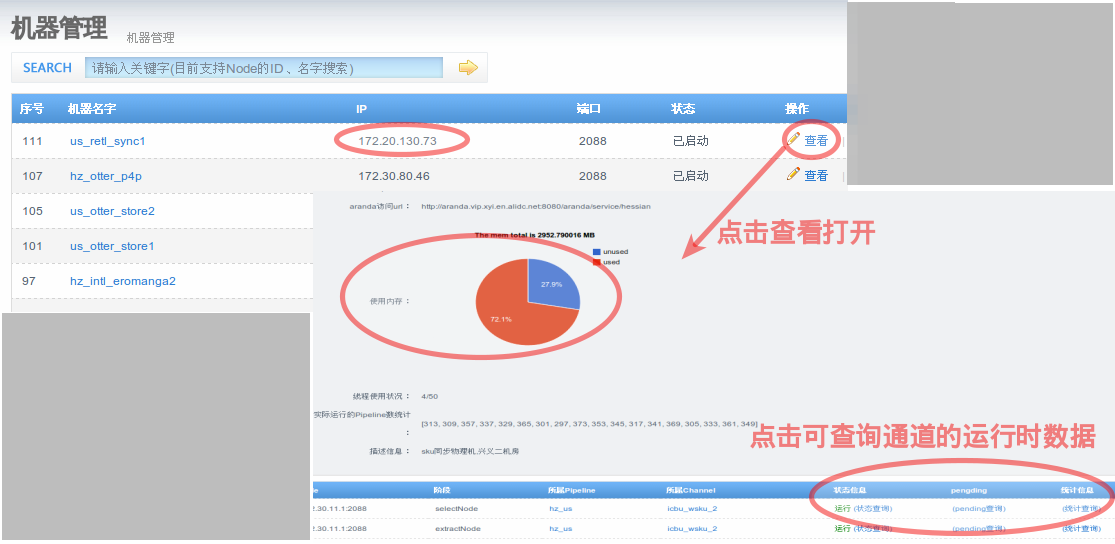 机器管理 机器管理
SEARCH 请输入关键字(目前支持Node的ID、名字搜索)
序号 机器名字 IP 端口 状态 操作
111 us_retl_sync1 172.20.130.73 2088 已启动 查看
107 hz_otter_p4p 172.30.80.46 2088 已启动 查看
105 us_otter_store2
101 us_otter_store1
97 hz_intl_eromanga2
aranda访问url： http://aranda.vip.xyi.en.alidc.net:8080/aranda/service/hessian
点击查看打开
The mem total is 2952.790016 MB
unused
used
使用内存：
27.9%
72.1%
线程使用状况： 4/50
实际运行的Pipeline数统计：
[313, 309, 357, 337, 329, 365, 301, 297, 373, 353, 345, 317, 341, 369, 305, 333, 361, 349]
点击可查询通道的运行时数据
描述信息： sku同步物理机,兴义二机房
阶段 所属Pipeline 所属Channel 状态信息 pengding 统计信息
2.30.11.1:2088 selectNode hz_us icbu_wsku_2 运行 (状态查询) (pending查询) (统计查询)
2.30.11.1:2088 extractNode hz_us icbu_wsku_2 运行 (状态查询) (pending查询) (统计查询)